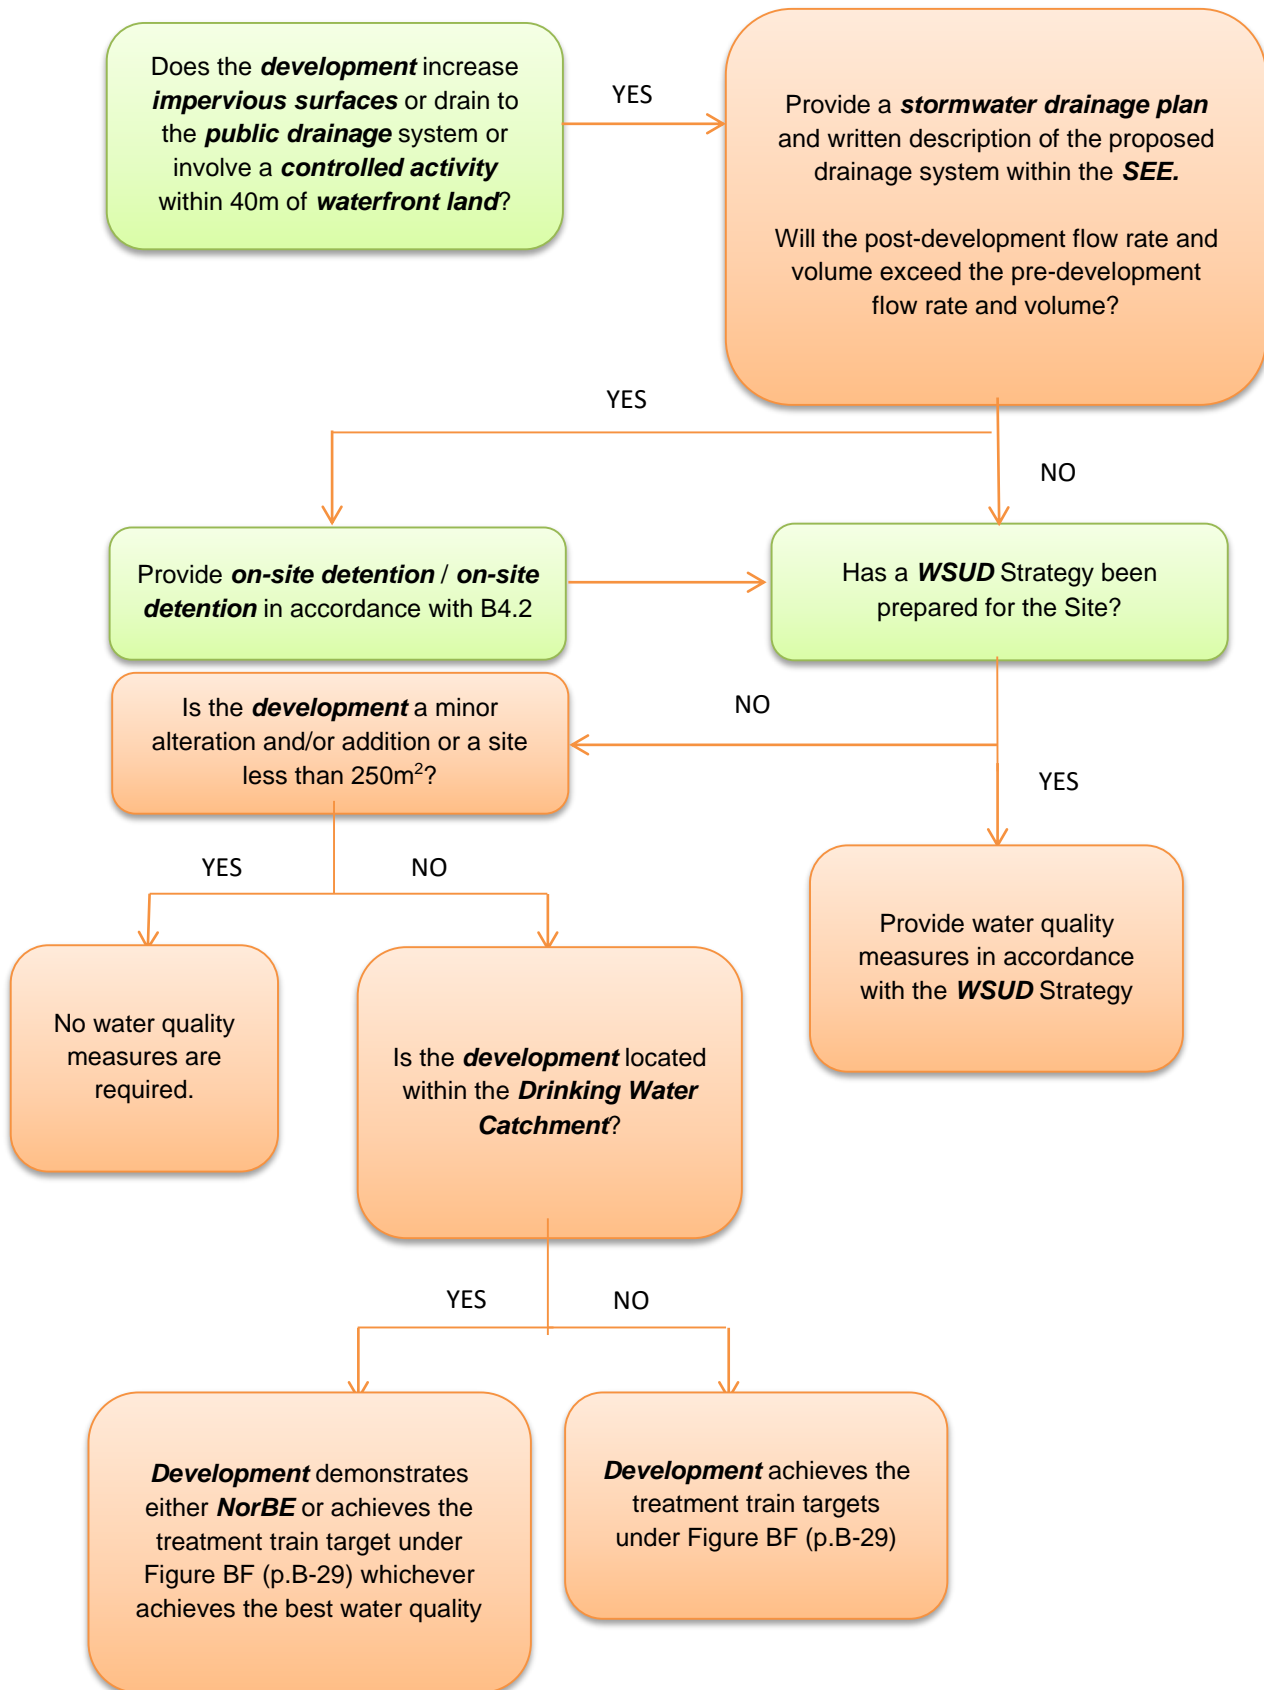 Does the development increase
impervious surfaces or drain to
the public drainage system or
involve a controlled activity
within 40m of waterfront land?
YES
Provide a stormwater drainage plan
and written description of the proposed
drainage system within the SEE.
Will the post-development flow rate and
volume exceed the pre-development
flow rate and volume?
YES
NO
Provide on-site detention / on-site
detention in accordance with B4.2
Has a WSUD Strategy been
prepared for the Site?
NO
YES
Is the development a minor
alteration and/or addition or a site
less than 250m²?
YES
NO
Provide water quality
measures in accordance
with the WSUD Strategy
No water quality
measures are
required.
Is the development located
within the Drinking Water
Catchment?
YES
NO
Development demonstrates
either NorBE or achieves the
treatment train target under
Figure BF (p.B-29) whichever
achieves the best water quality
Development achieves the
treatment train targets
under Figure BF (p.B-29)